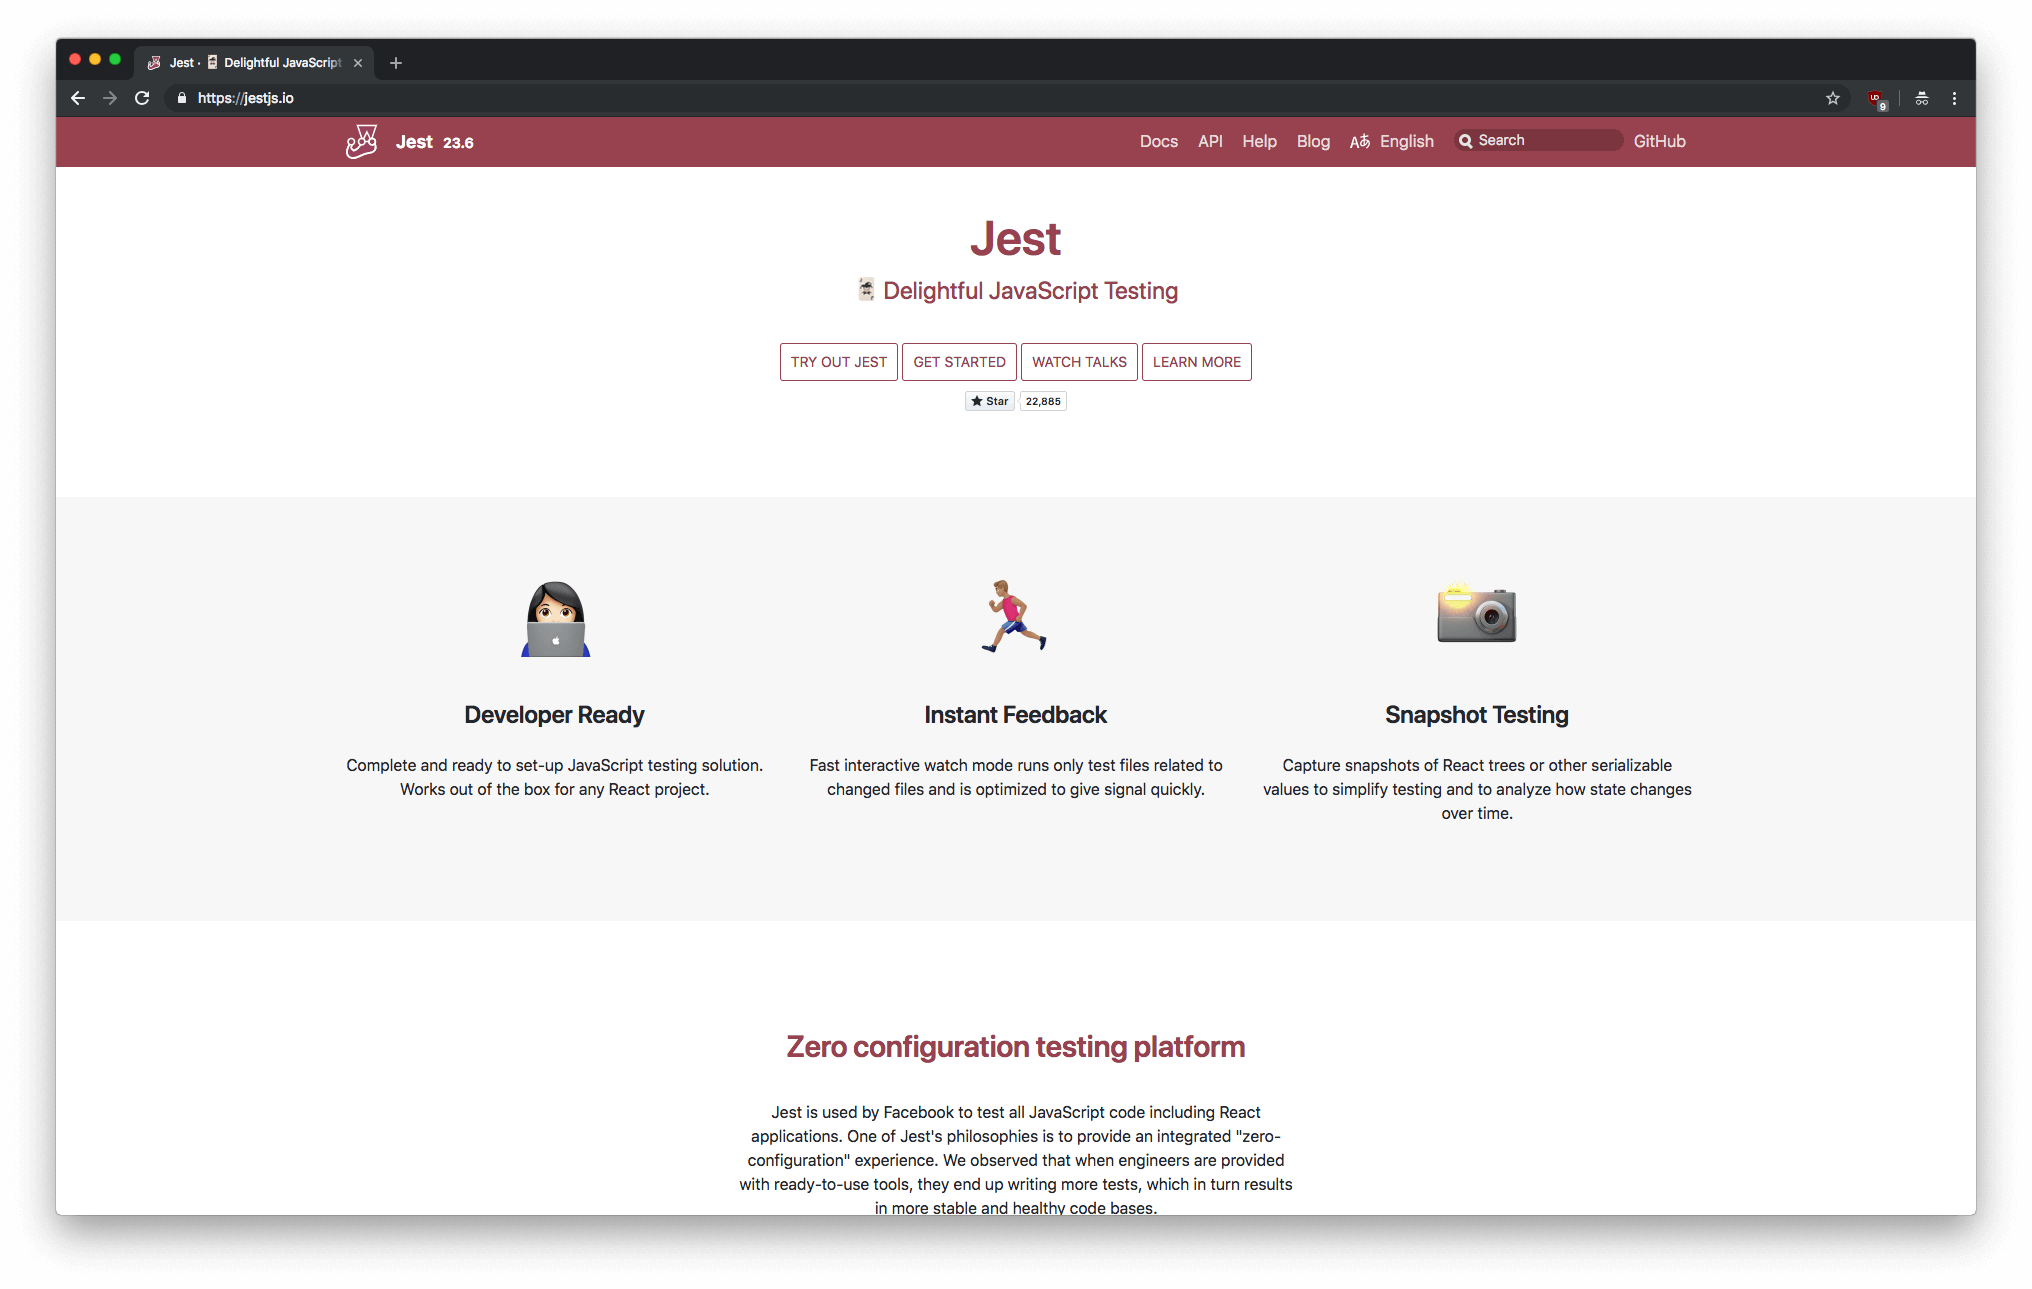 Jest · 🃏 Delightful JavaScript
https://jestjs.io
9
Jest 23.6
Docs API Help Blog Aあ English Search GitHub
Jest
🃏 Delightful JavaScript Testing
TRY OUT JEST GET STARTED WATCH TALKS LEARN MORE
Star 22,885
Developer Ready
Complete and ready to set-up JavaScript testing solution.
Works out of the box for any React project.
Instant Feedback
Fast interactive watch mode runs only test files related to
changed files and is optimized to give signal quickly.
Snapshot Testing
Capture snapshots of React trees or other serializable
values to simplify testing and to analyze how state changes
over time.
Zero configuration testing platform
Jest is used by Facebook to test all JavaScript code including React
applications. One of Jest's philosophies is to provide an integrated "zero-
configuration" experience. We observed that when engineers are provided
with ready-to-use tools, they end up writing more tests, which in turn results
in more stable and healthy code bases.